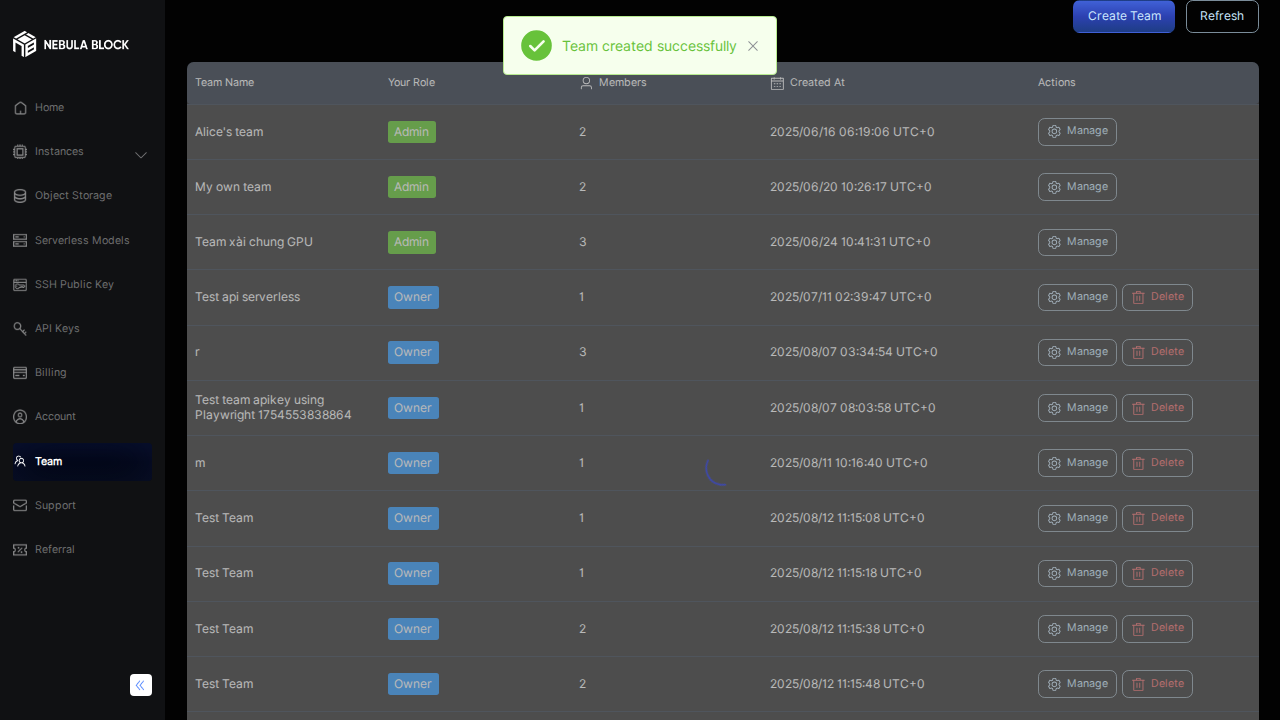 Create Team
Refresh
Team created successfully
NEBULA BLOCK
Home
Instances
Object Storage
Serverless Models
SSH Public Key
API Keys
Billing
Account
Team
Support
Referral
Team Name Your Role Members Created At Actions
Alice's team Admin 2 2025/06/16 06:19:06 UTC+0 Manage
My own team Admin 2 2025/06/20 10:26:17 UTC+0 Manage
Team xài chung GPU Admin 3 2025/06/24 10:41:31 UTC+0 Manage
Test api serverless Owner 1 2025/07/11 02:39:47 UTC+0 Manage Delete
r Owner 3 2025/08/07 03:34:54 UTC+0 Manage Delete
Test team apikey using
Playwright 1754553838864 Owner 1 2025/08/07 08:03:58 UTC+0 Manage Delete
m Owner 1 2025/08/11 10:16:40 UTC+0 Manage Delete
Test Team Owner 1 2025/08/12 11:15:08 UTC+0 Manage Delete
Test Team Owner 1 2025/08/12 11:15:18 UTC+0 Manage Delete
Test Team Owner 2 2025/08/12 11:15:38 UTC+0 Manage Delete
Test Team Owner 2 2025/08/12 11:15:48 UTC+0 Manage Delete